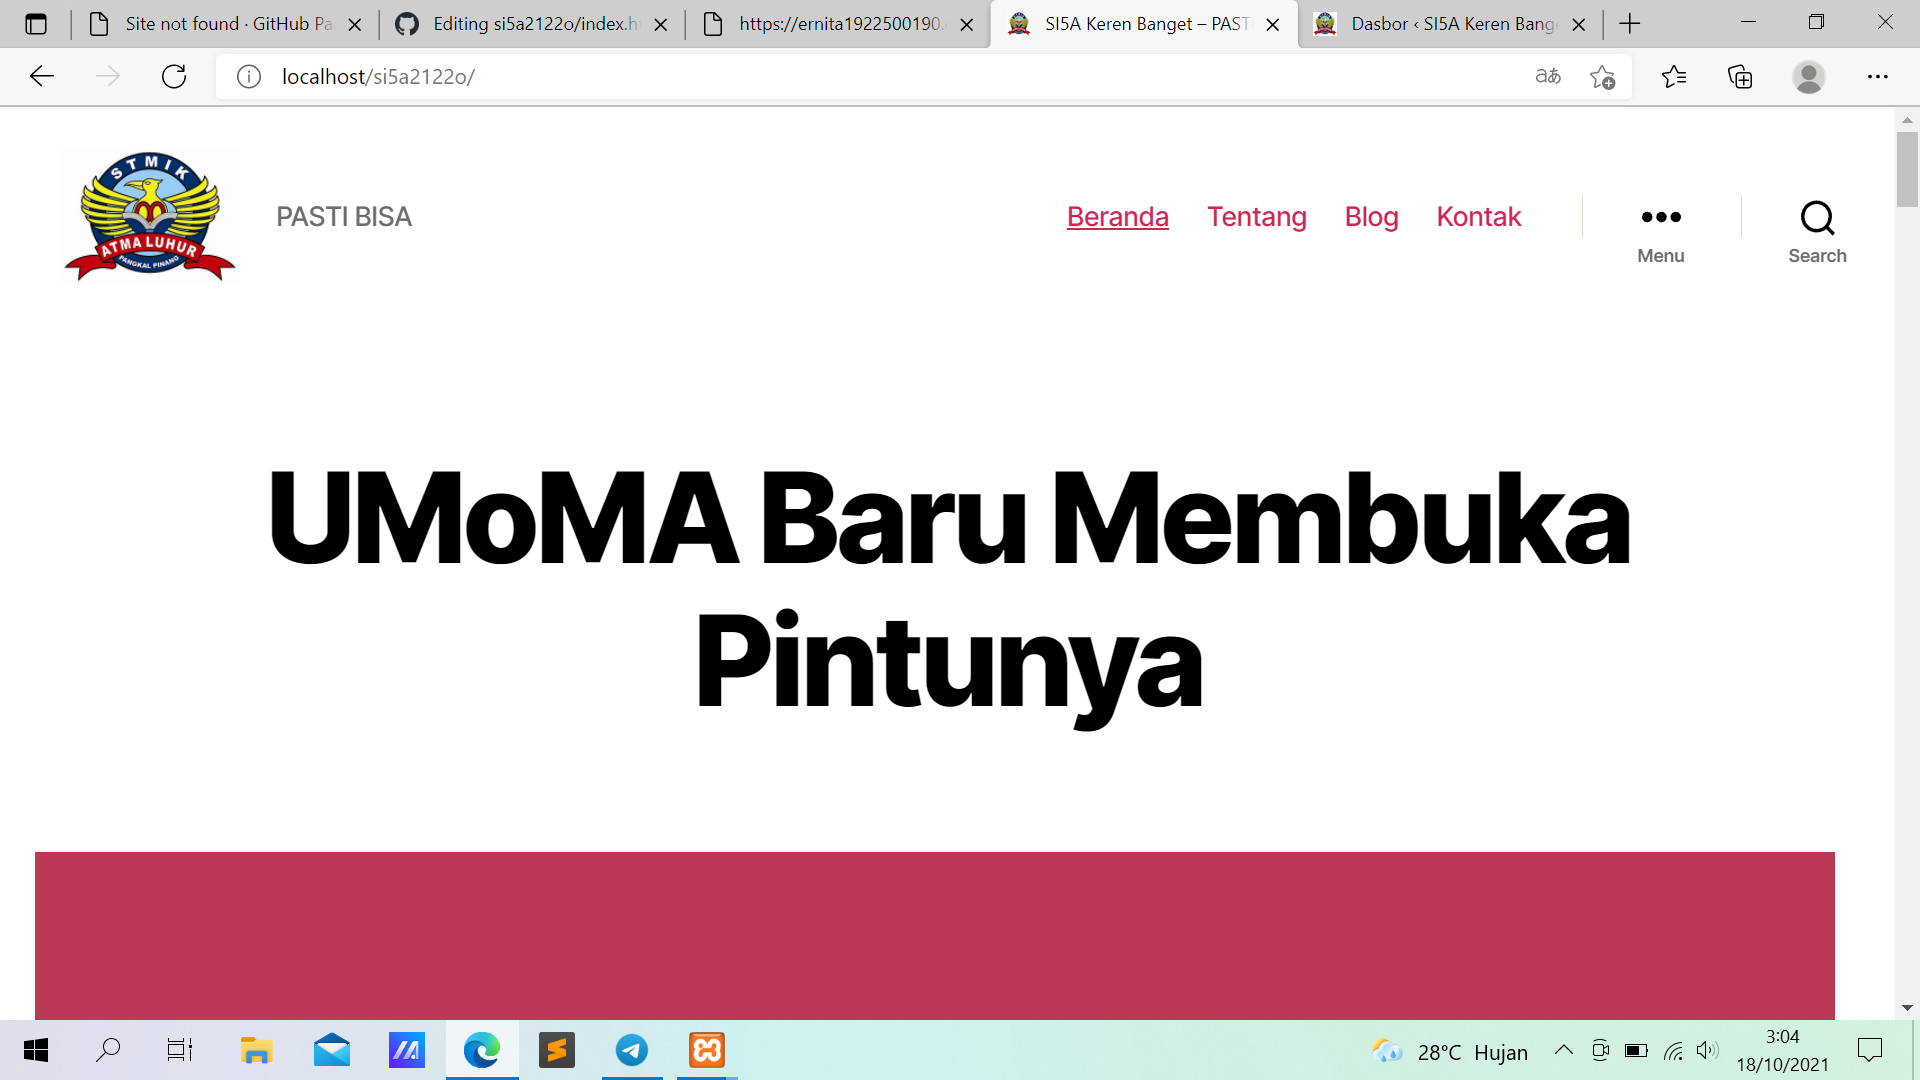 Site not found · GitHub Pa
Editing si5a2122o/index.h
https://ernita1922500190.
SI5A Keren Banget – PAST
Dasbor ‹ SI5A Keren Bang
localhost/si5a2122o/
aあ
STMIK
ATMA LUHUR
PANGKAL PINANG
PASTI BISA
Beranda
Tentang
Blog
Kontak
Menu
Search
UMoMA Baru Membuka
Pintunya
28°C Hujan
3:04
18/10/2021